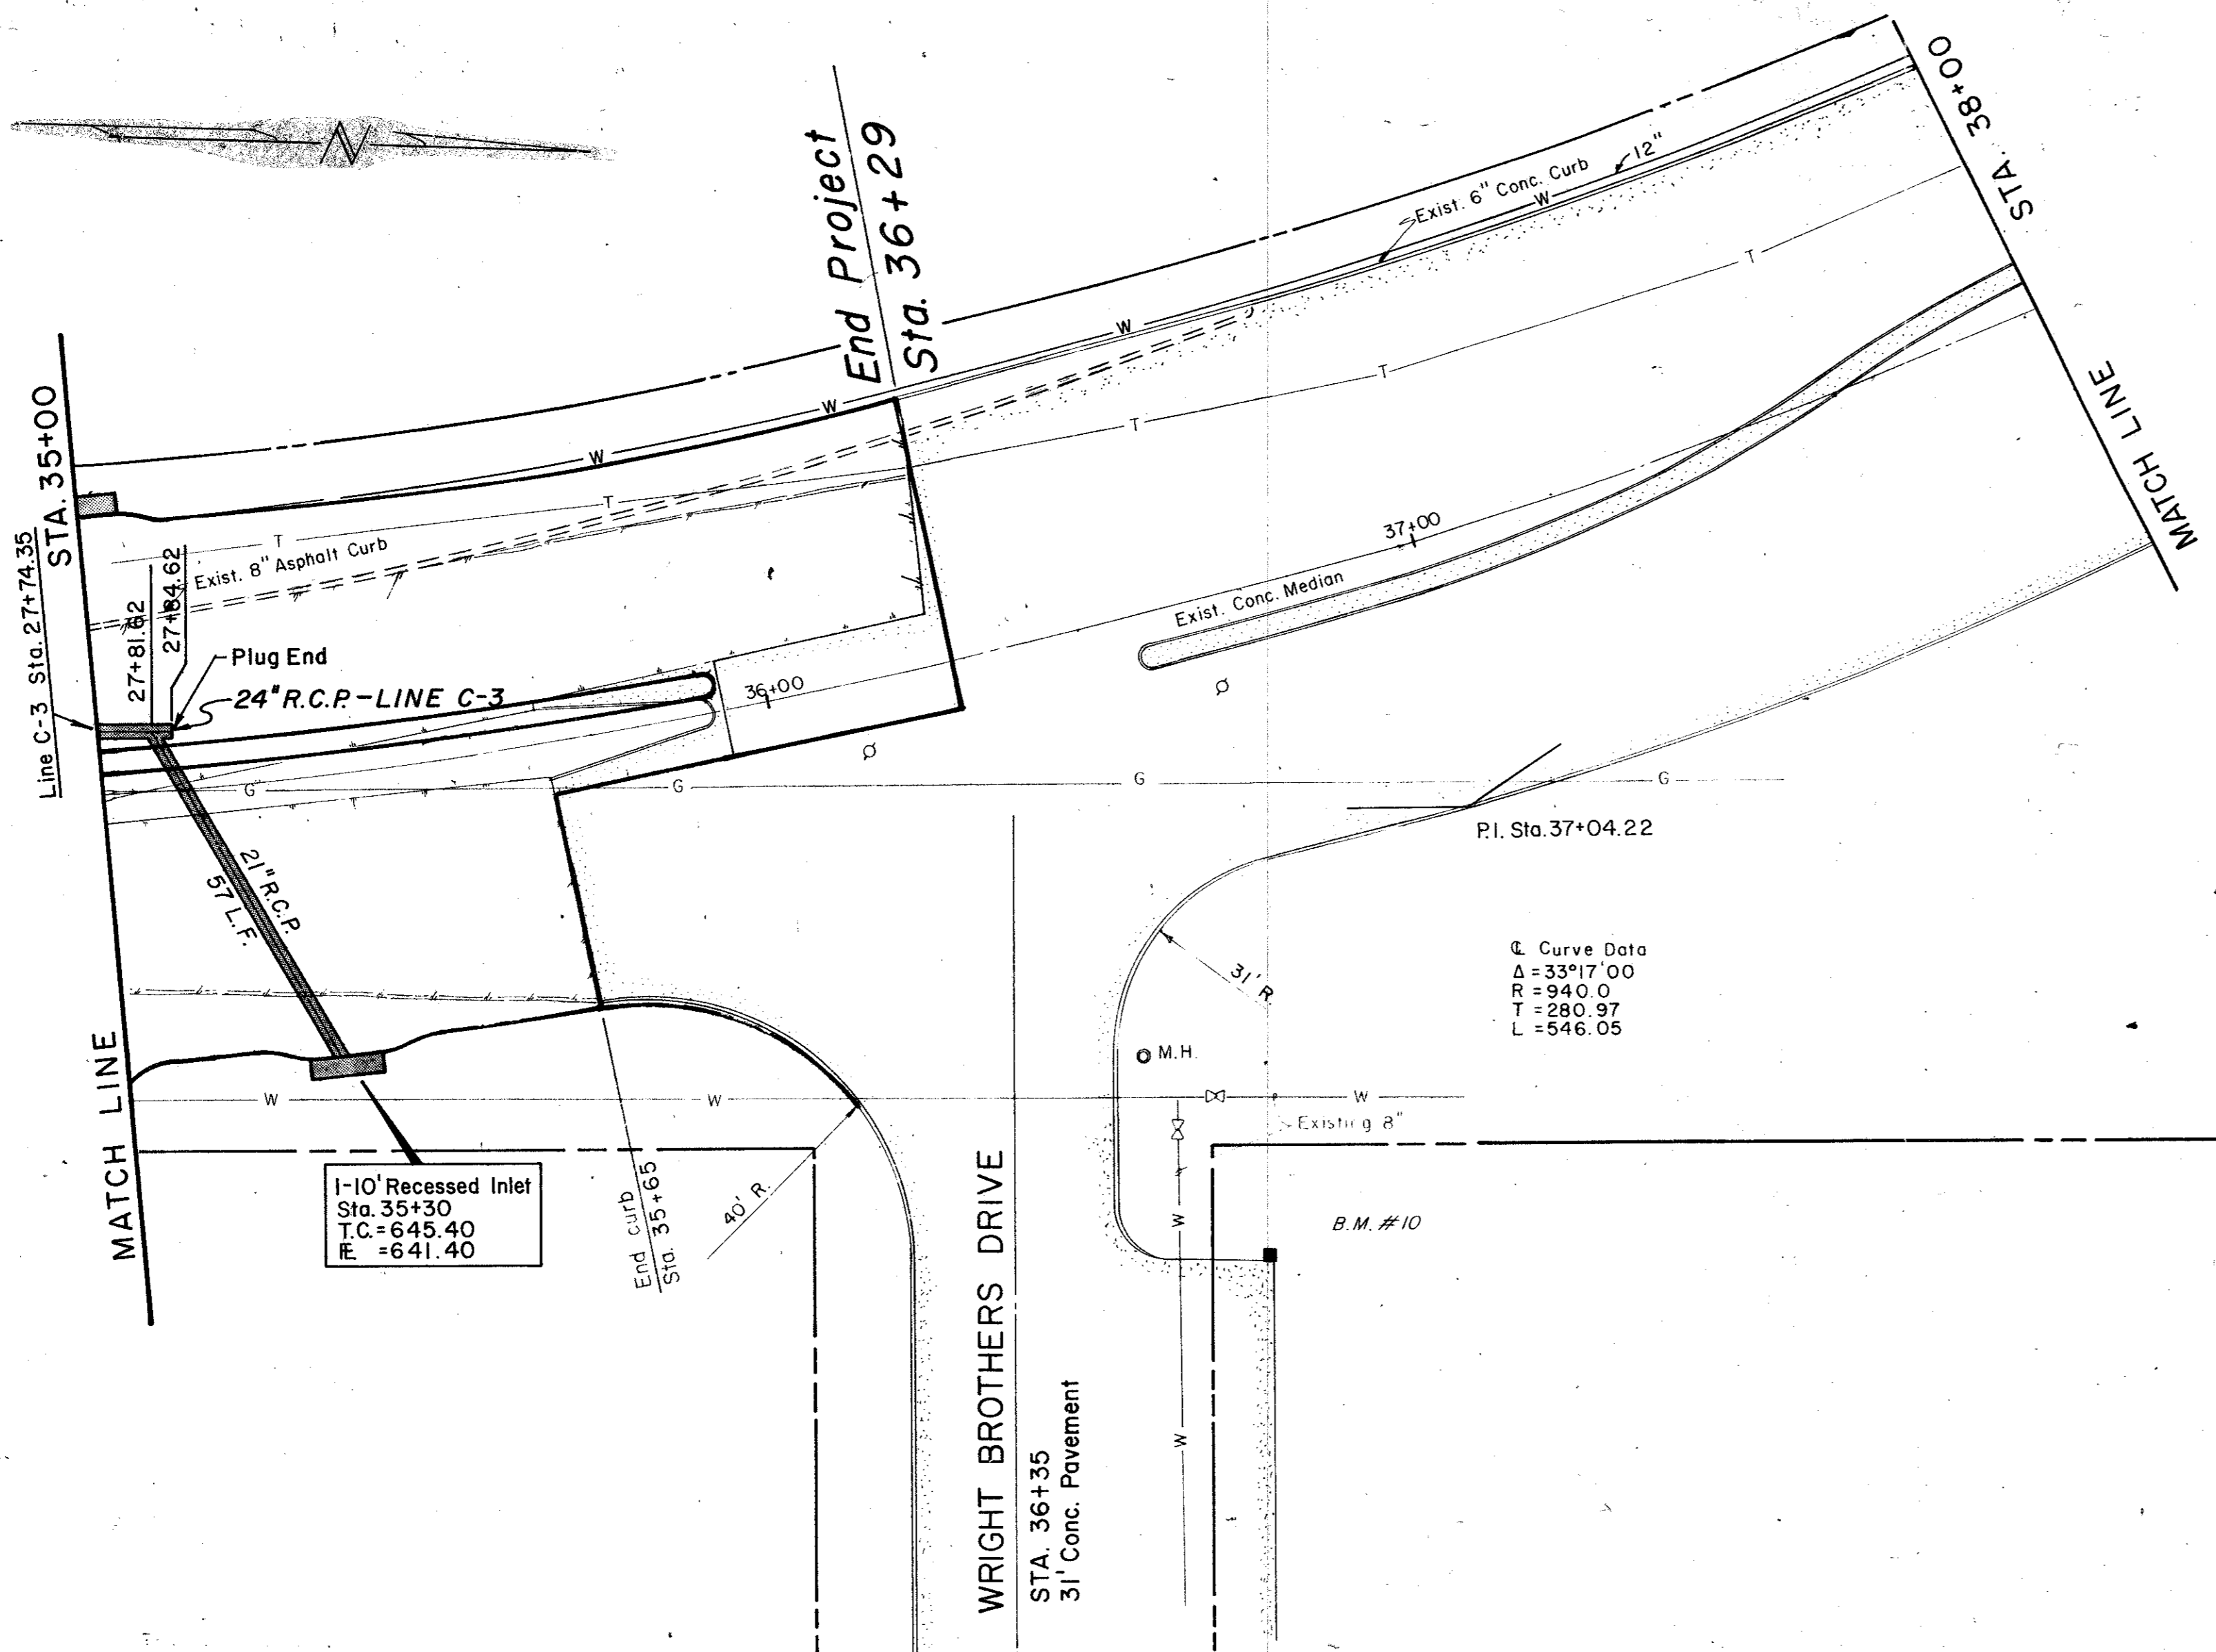 N
STA. 35+00
End Project
Sta. 36+29
Exist. 6" Conc. Curb
12"
STA. 38+00
MATCH LINE
W
W
W
W
T
T
T
T
T
Exist. 8" Asphalt Curb
Line C-3 Sta. 27+74.35
27+81.62
27+84.62
Plug End
24" R.C.P. - LINE C-3
36+00
37+00
Exist. Conc. Median
G
G
G
G
P.I. Sta. 37+04.22
21" R.C.P.
57 L.F.
31' R.
℄ Curve Data
Δ = 33°17'00
R = 940.0
T = 280.97
L = 546.05
M.H.
W
W
W
Existing 8"
MATCH LINE
1-10' Recessed Inlet
Sta. 35+30
T.C. = 645.40
FL = 641.40
End curb
Sta. 35+65
40' R.
W
W
B.M. #10
WRIGHT BROTHERS DRIVE
STA. 36+35
31' Conc. Pavement